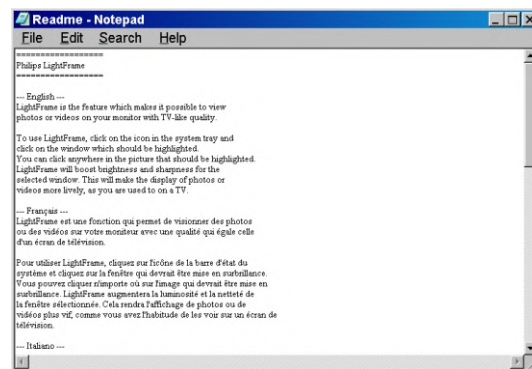 Readme - Notepad
File Edit Search Help
==================
Philips LightFrame
==================
--- English ---
LightFrame is the feature which makes it possible to view
photos or videos on your monitor with TV-like quality.
To use LightFrame, click on the icon in the system tray and
click on the window which should be highlighted.
You can click anywhere in the picture that should be highlighted.
LightFrame will boost brightness and sharpness for the
selected window. This will make the display of photos or
videos more lively, as you are used to on a TV.
--- Français ---
LightFrame est une fonction qui permet de visionner des photos
ou des vidéos sur votre moniteur avec une qualité qui égale celle
d'un écran de télévision.
Pour utiliser LightFrame, cliquez sur l'icône de la barre d'état du
système et cliquez sur la fenêtre qui devrait être mise en surbrillance.
Vous pouvez cliquer n'importe où sur l'image qui devrait être mise en
surbrillance. LightFrame augmentera la luminosité et la netteté de
la fenêtre sélectionnée. Cela rendra l'affichage de photos ou de
vidéos plus vif, comme vous avez l'habitude de les voir sur un écran de
télévision.
--- Italiano ---